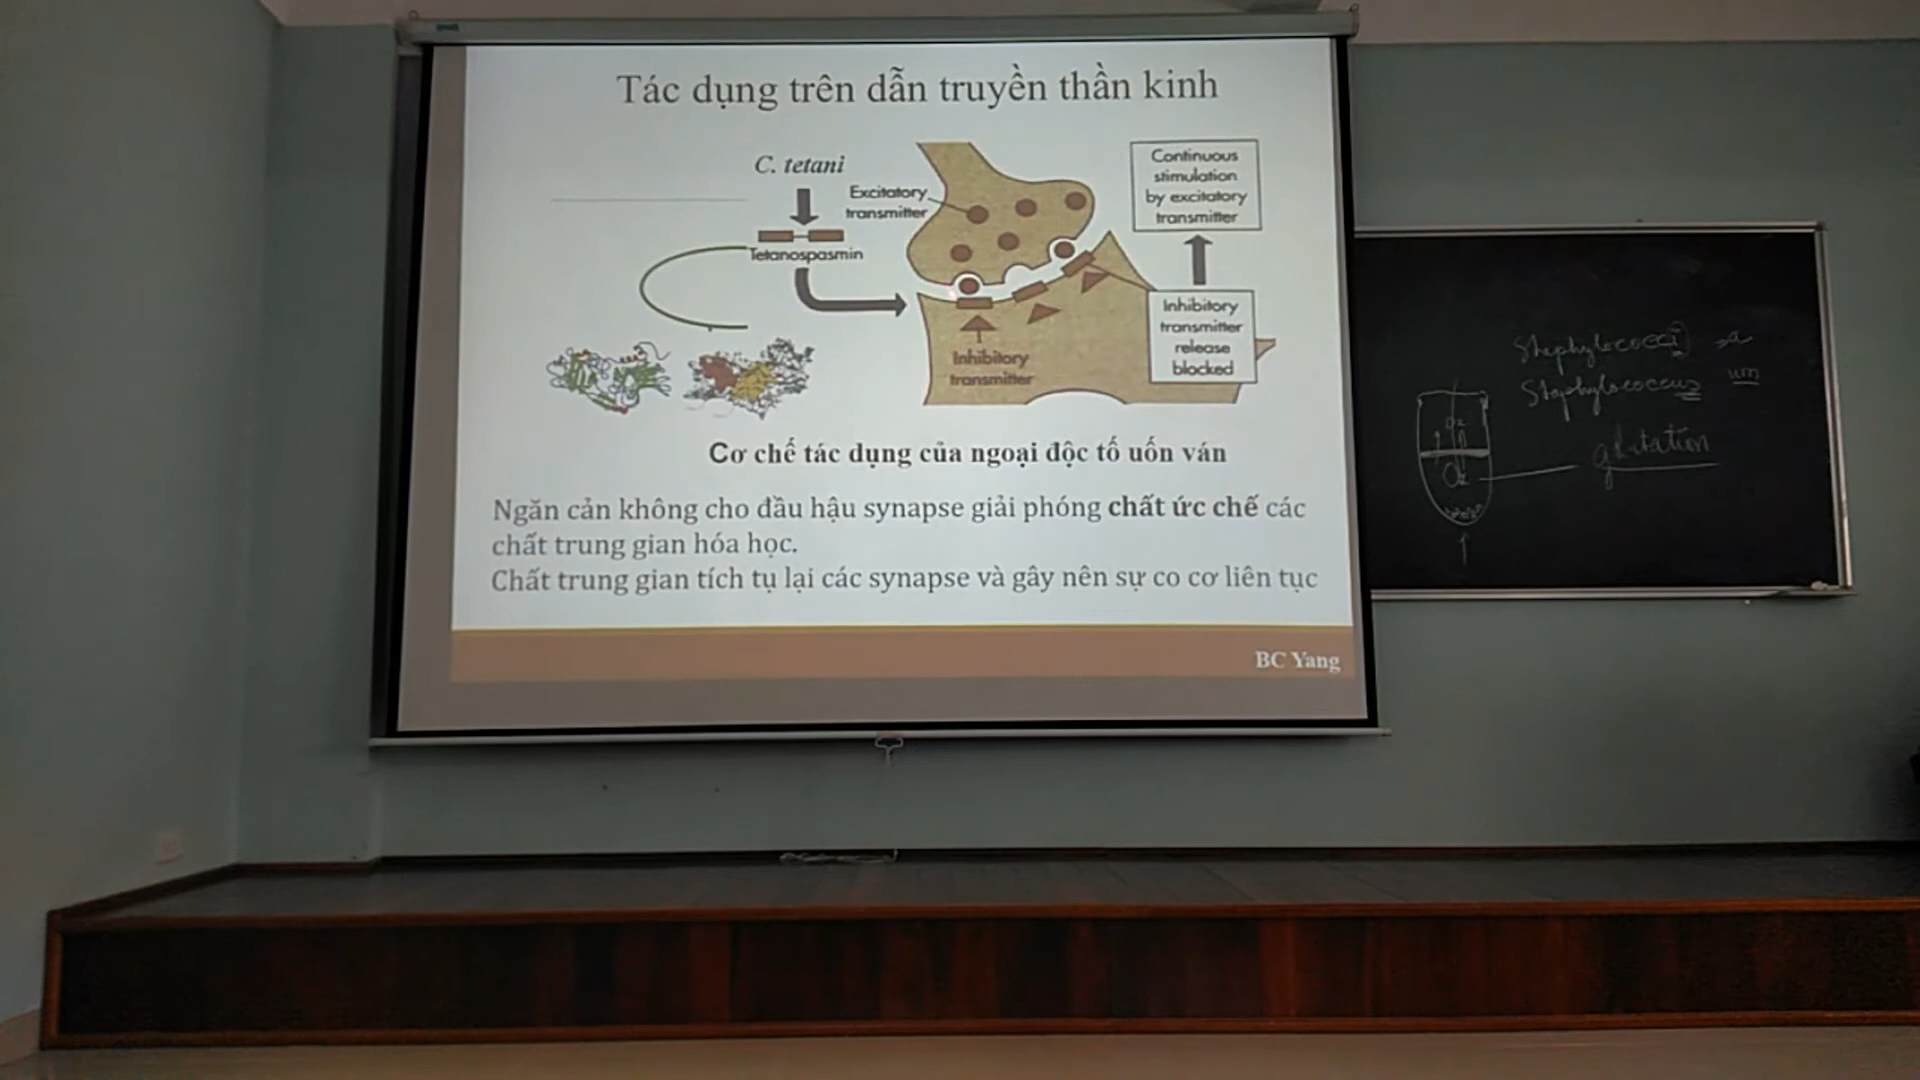 Tác dụng trên dẫn truyền thần kinh
C. tetani
Excitatory
transmitter
Tetanospasmin
Continuous
stimulation
by excitatory
transmitter
Inhibitory
transmitter
release
blocked
Inhibitory
transmitter
Cơ chế tác dụng của ngoại độc tố uốn ván
Ngăn cản không cho đầu hậu synapse giải phóng chất ức chế các
chất trung gian hóa học.
Chất trung gian tích tụ lại các synapse và gây nên sự co cơ liên tục
BC Yang
Staphylococci
Staphylococcus um